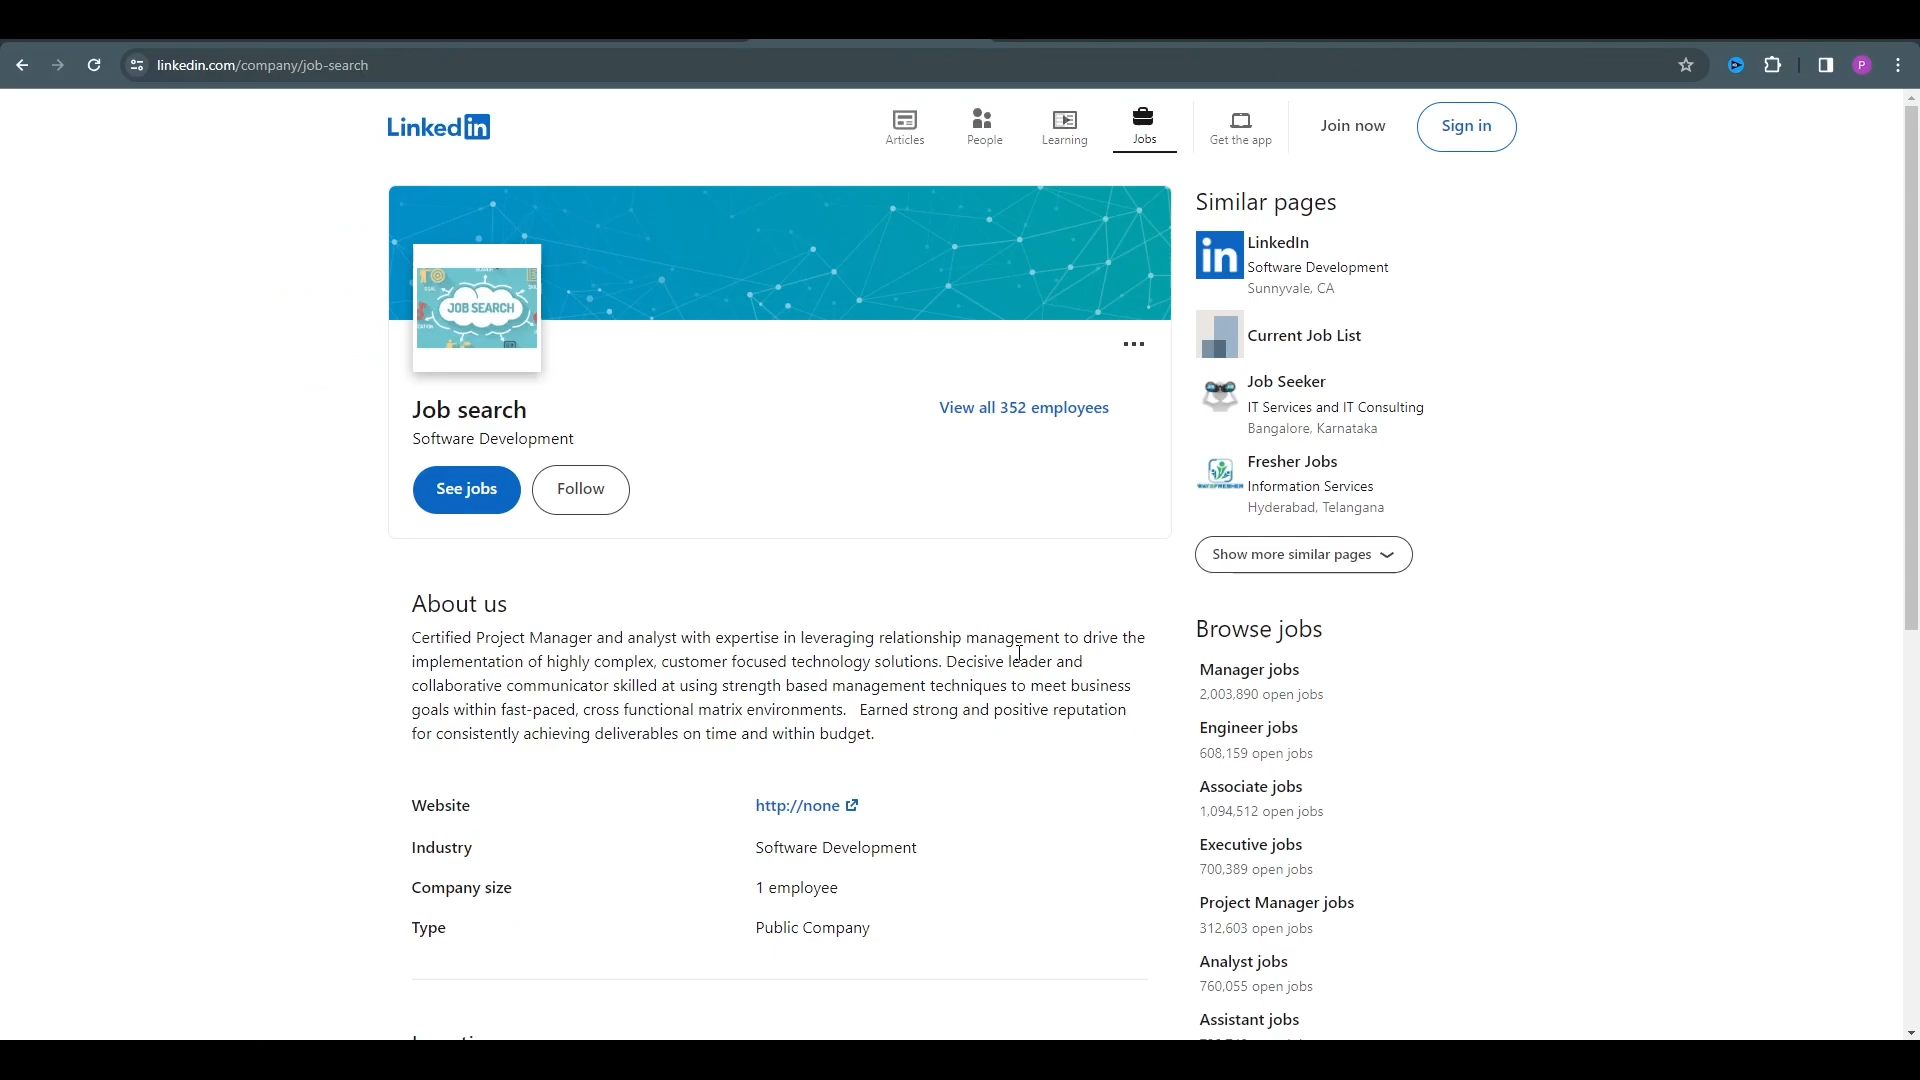 linkedin.com/company/job-search
P
Linked in
Articles
People
Learning
Jobs
Get the app
Join now
Sign in
JOB SEARCH
Job search
Software Development
View all 352 employees
See jobs
Follow
About us
Certified Project Manager and analyst with expertise in leveraging relationship management to drive the
implementation of highly complex, customer focused technology solutions. Decisive leader and
collaborative communicator skilled at using strength based management techniques to meet business
goals within fast-paced, cross functional matrix environments.   Earned strong and positive reputation
for consistently achieving deliverables on time and within budget.
Website
http://none
Industry
Software Development
Company size
1 employee
Type
Public Company
Similar pages
in
LinkedIn
Software Development
Sunnyvale, CA
Current Job List
Job Seeker
IT Services and IT Consulting
Bangalore, Karnataka
Fresher Jobs
Information Services
Hyderabad, Telangana
Show more similar pages
Browse jobs
Manager jobs
2,003,890 open jobs
Engineer jobs
608,159 open jobs
Associate jobs
1,094,512 open jobs
Executive jobs
700,389 open jobs
Project Manager jobs
312,603 open jobs
Analyst jobs
760,055 open jobs
Assistant jobs